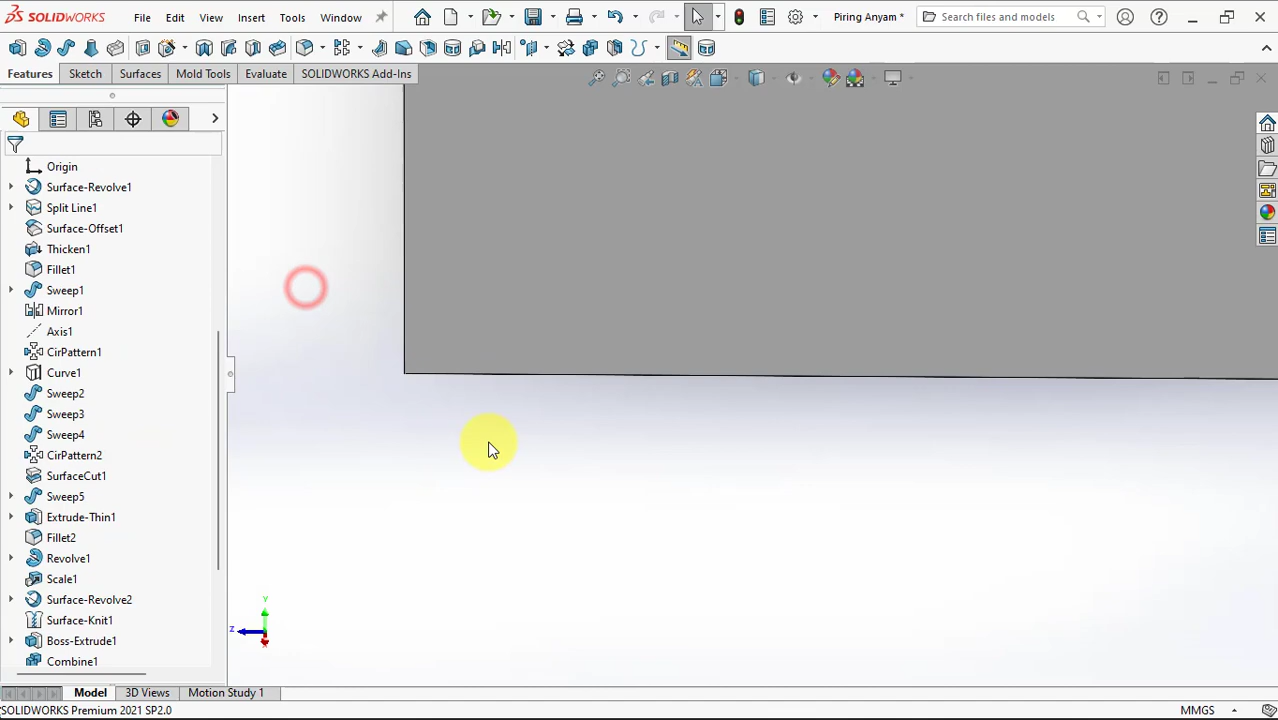 SOLIDWORKS File Edit View Insert Tools Window Piring Anyam * Search files and models
Features Sketch Surfaces Mold Tools Evaluate SOLIDWORKS Add-Ins
Origin
Surface-Revolve1
Split Line1
Surface-Offset1
Thicken1
Fillet1
Sweep1
Mirror1
Axis1
CirPattern1
Curve1
Sweep2
Sweep3
Sweep4
CirPattern2
SurfaceCut1
Sweep5
Extrude-Thin1
Fillet2
Revolve1
Scale1
Surface-Revolve2
Surface-Knit1
Boss-Extrude1
Combine1
Y
Z
Model 3D Views Motion Study 1
SOLIDWORKS Premium 2021 SP2.0 MMGS